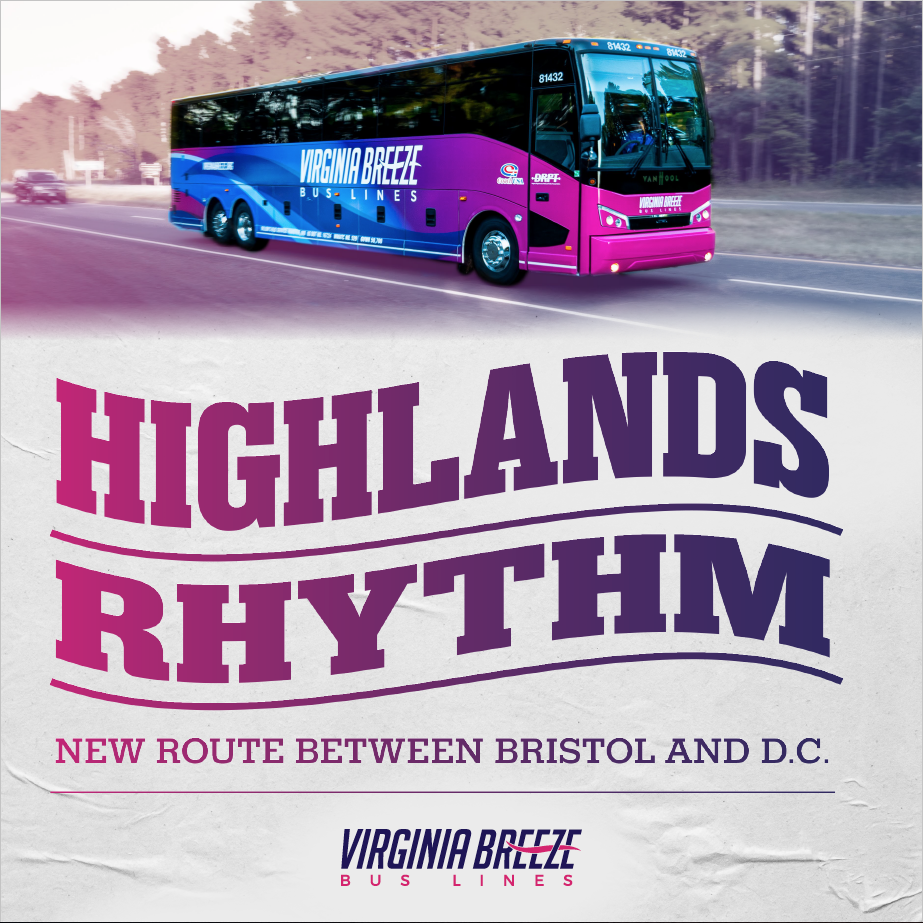 81432
81432
81432
VIRGINIA BREEZE
BUS LINES
DRPT
VIRGINIA BREEZE
BUS LINES
HIGHLANDS
RHYTHM
NEW ROUTE BETWEEN BRISTOL AND D.C.
VIRGINIA BREEZE
BUS LINES